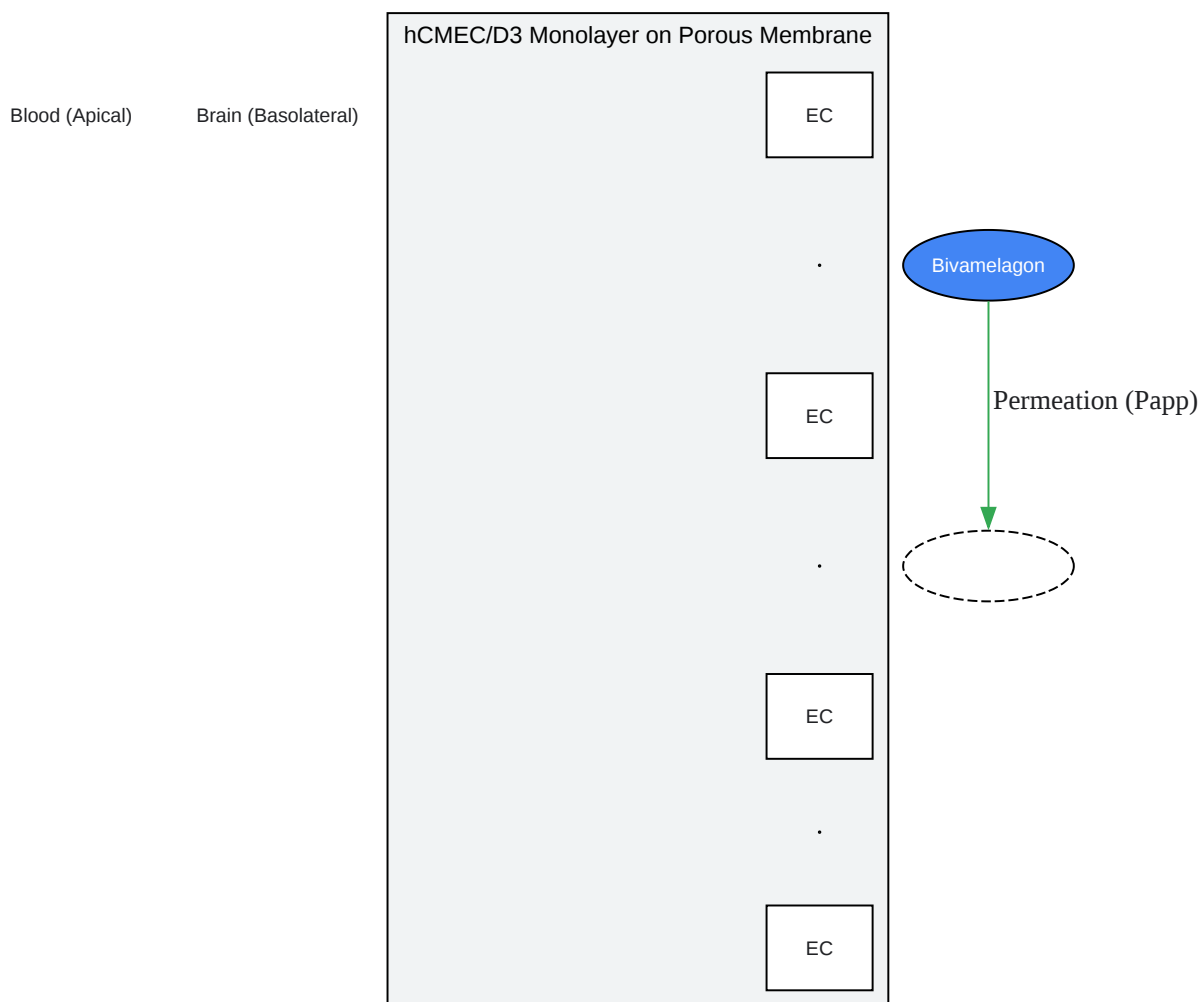 hCMEC/D3 Monolayer on Porous Membrane
Blood (Apical)
Brain (Basolateral)
EC
Bivamelagon
EC
Permeation (Papp)
EC
EC